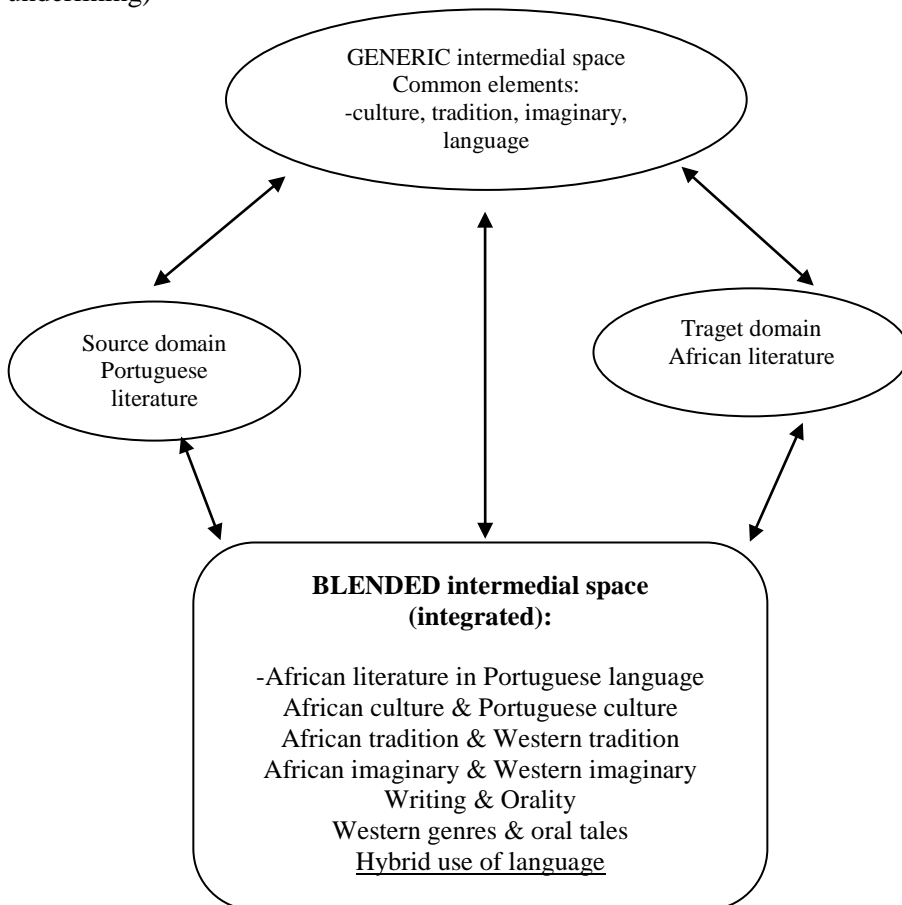 GENERIC intermedial space
Common elements:
-culture, tradition, imaginary,
language
Source domain
Portuguese
literature
Traget domain
African literature
BLENDED intermedial space
(integrated):
-African literature in Portuguese language
African culture & Portuguese culture
African tradition & Western tradition
African imaginary & Western imaginary
Writing & Orality
Western genres & oral tales
Hybrid use of language